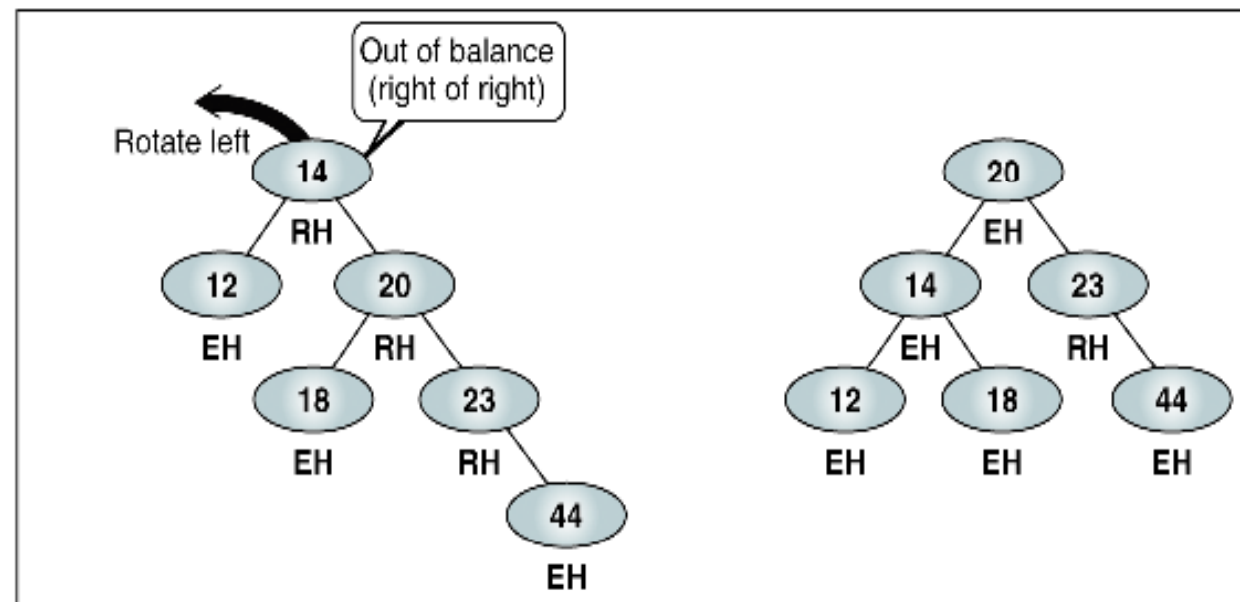 Out of balance
(right of right)
Rotate left
14
RH
12
20
EH
RH
18
23
EH
RH
44
EH
20
EH
14
23
EH
RH
12
18
44
EH
EH
EH